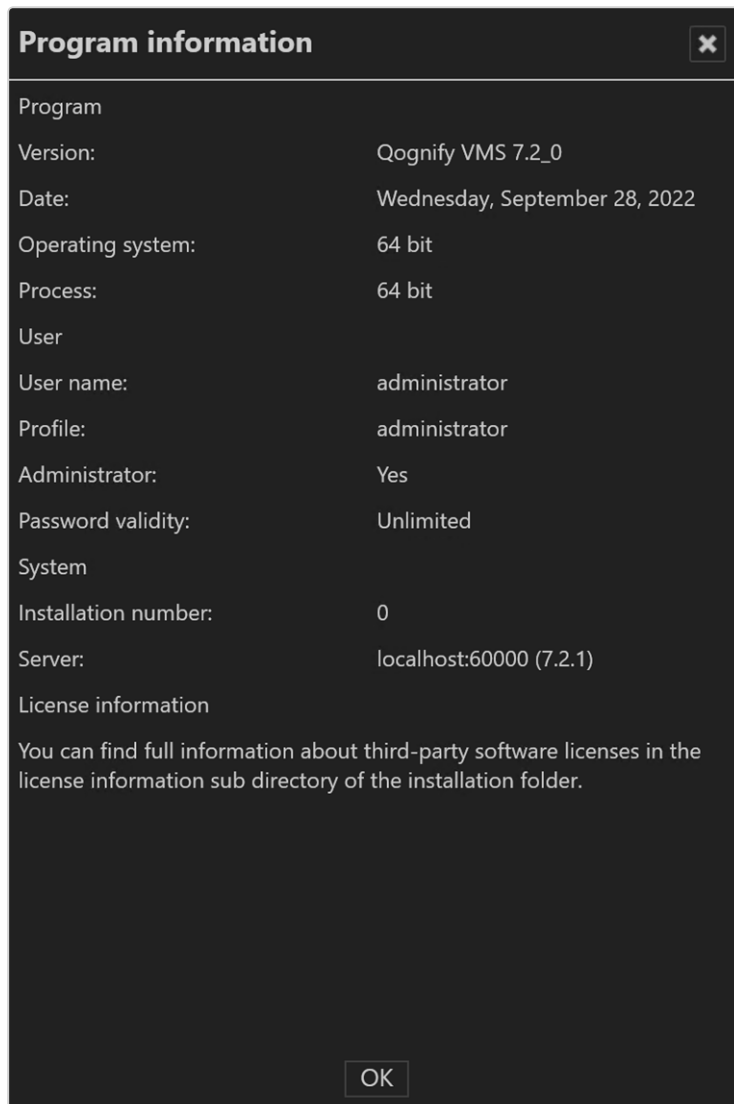 Program information
Program
Version: Qognify VMS 7.2_0
Date: Wednesday, September 28, 2022
Operating system: 64 bit
Process: 64 bit
User
User name: administrator
Profile: administrator
Administrator: Yes
Password validity: Unlimited
System
Installation number: 0
Server: localhost:60000 (7.2.1)
License information
You can find full information about third-party software licenses in the
license information sub directory of the installation folder.
OK